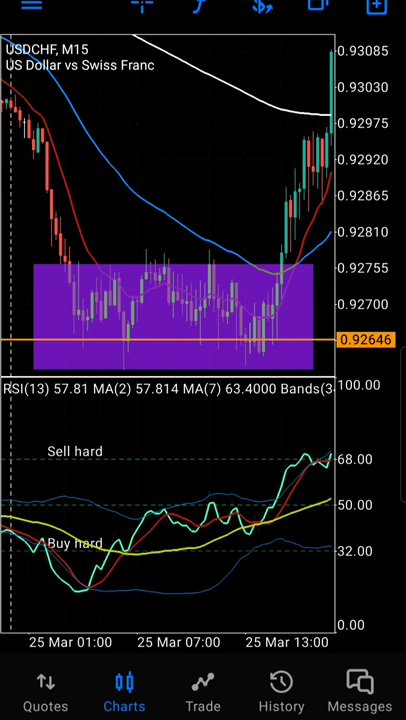 USDCHF, M15
US Dollar vs Swiss Franc
0.93085
0.93030
0.92975
0.92920
0.92865
0.92810
0.92755
0.92700
0.92646
RSI(13) 57.81 MA(2) 57.814 MA(7) 63.4000 Bands(3
100.00
Sell hard
68.00
50.00
Buy hard
32.00
0.00
25 Mar 01:00 25 Mar 07:00 25 Mar 13:00
Quotes Charts Trade History Messages